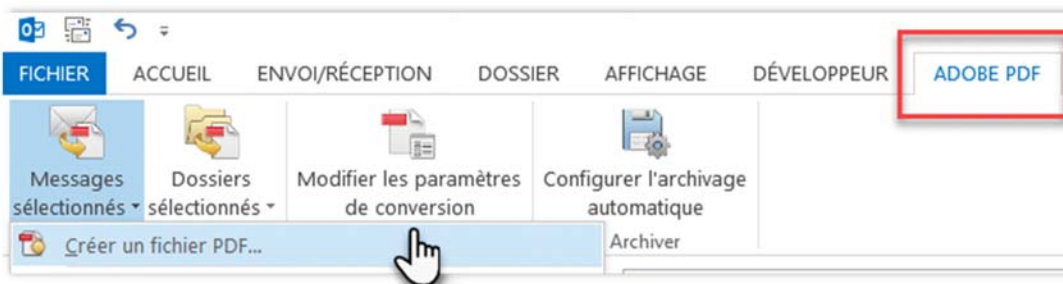 FICHIER ACCUEIL ENVOI/RÉCEPTION DOSSIER AFFICHAGE DÉVELOPPEUR ADOBE PDF
Messages
sélectionnés
Dossiers
sélectionnés
Modifier les paramètres
de conversion
Configurer l'archivage
automatique
Créer un fichier PDF...
Archiver